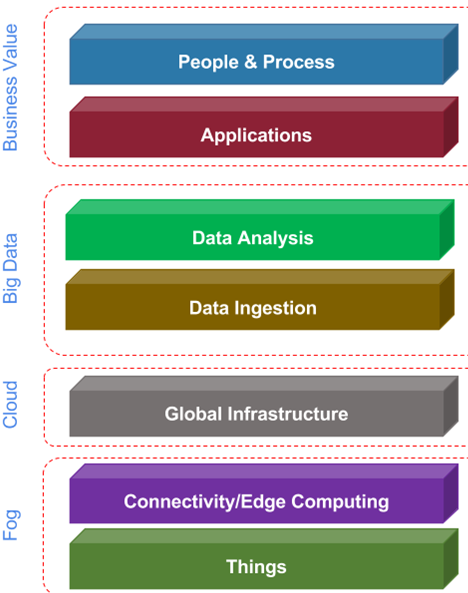 Business Value
People & Process
Applications
Big Data
Data Analysis
Data Ingestion
Cloud
Global Infrastructure
Fog
Connectivity/Edge Computing
Things